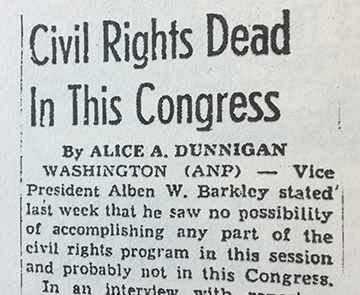 Civil Rights Dead
In This Congress
By ALICE A. DUNNIGAN
WASHINGTON (ANP) — Vice
President Alben W. Barkley stated
last week that he saw no possibility
of accomplishing any part of the
civil rights program in this session
and probably not in this Congress.
In an interview with